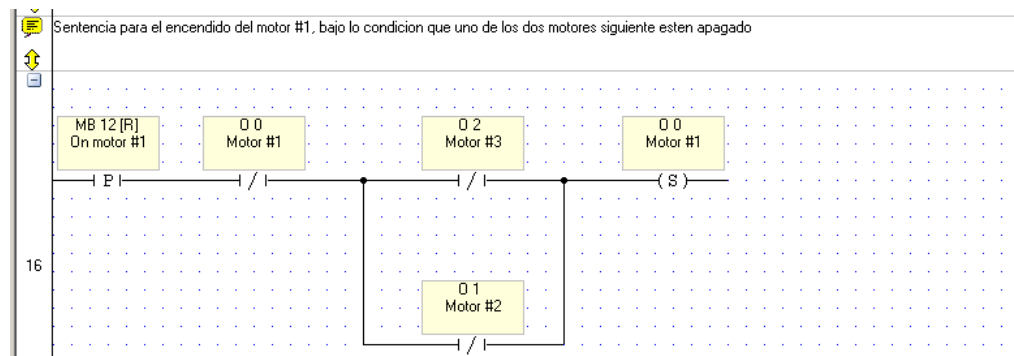 Sentencia para el encendido del motor #1, bajo lo condicion que uno de los dos motores siguiente esten apagado
MB 12 [R]
On motor #1
O 0
Motor #1
O 2
Motor #3
O 0
Motor #1
P
/
/
(S)
16
O 1
Motor #2
/